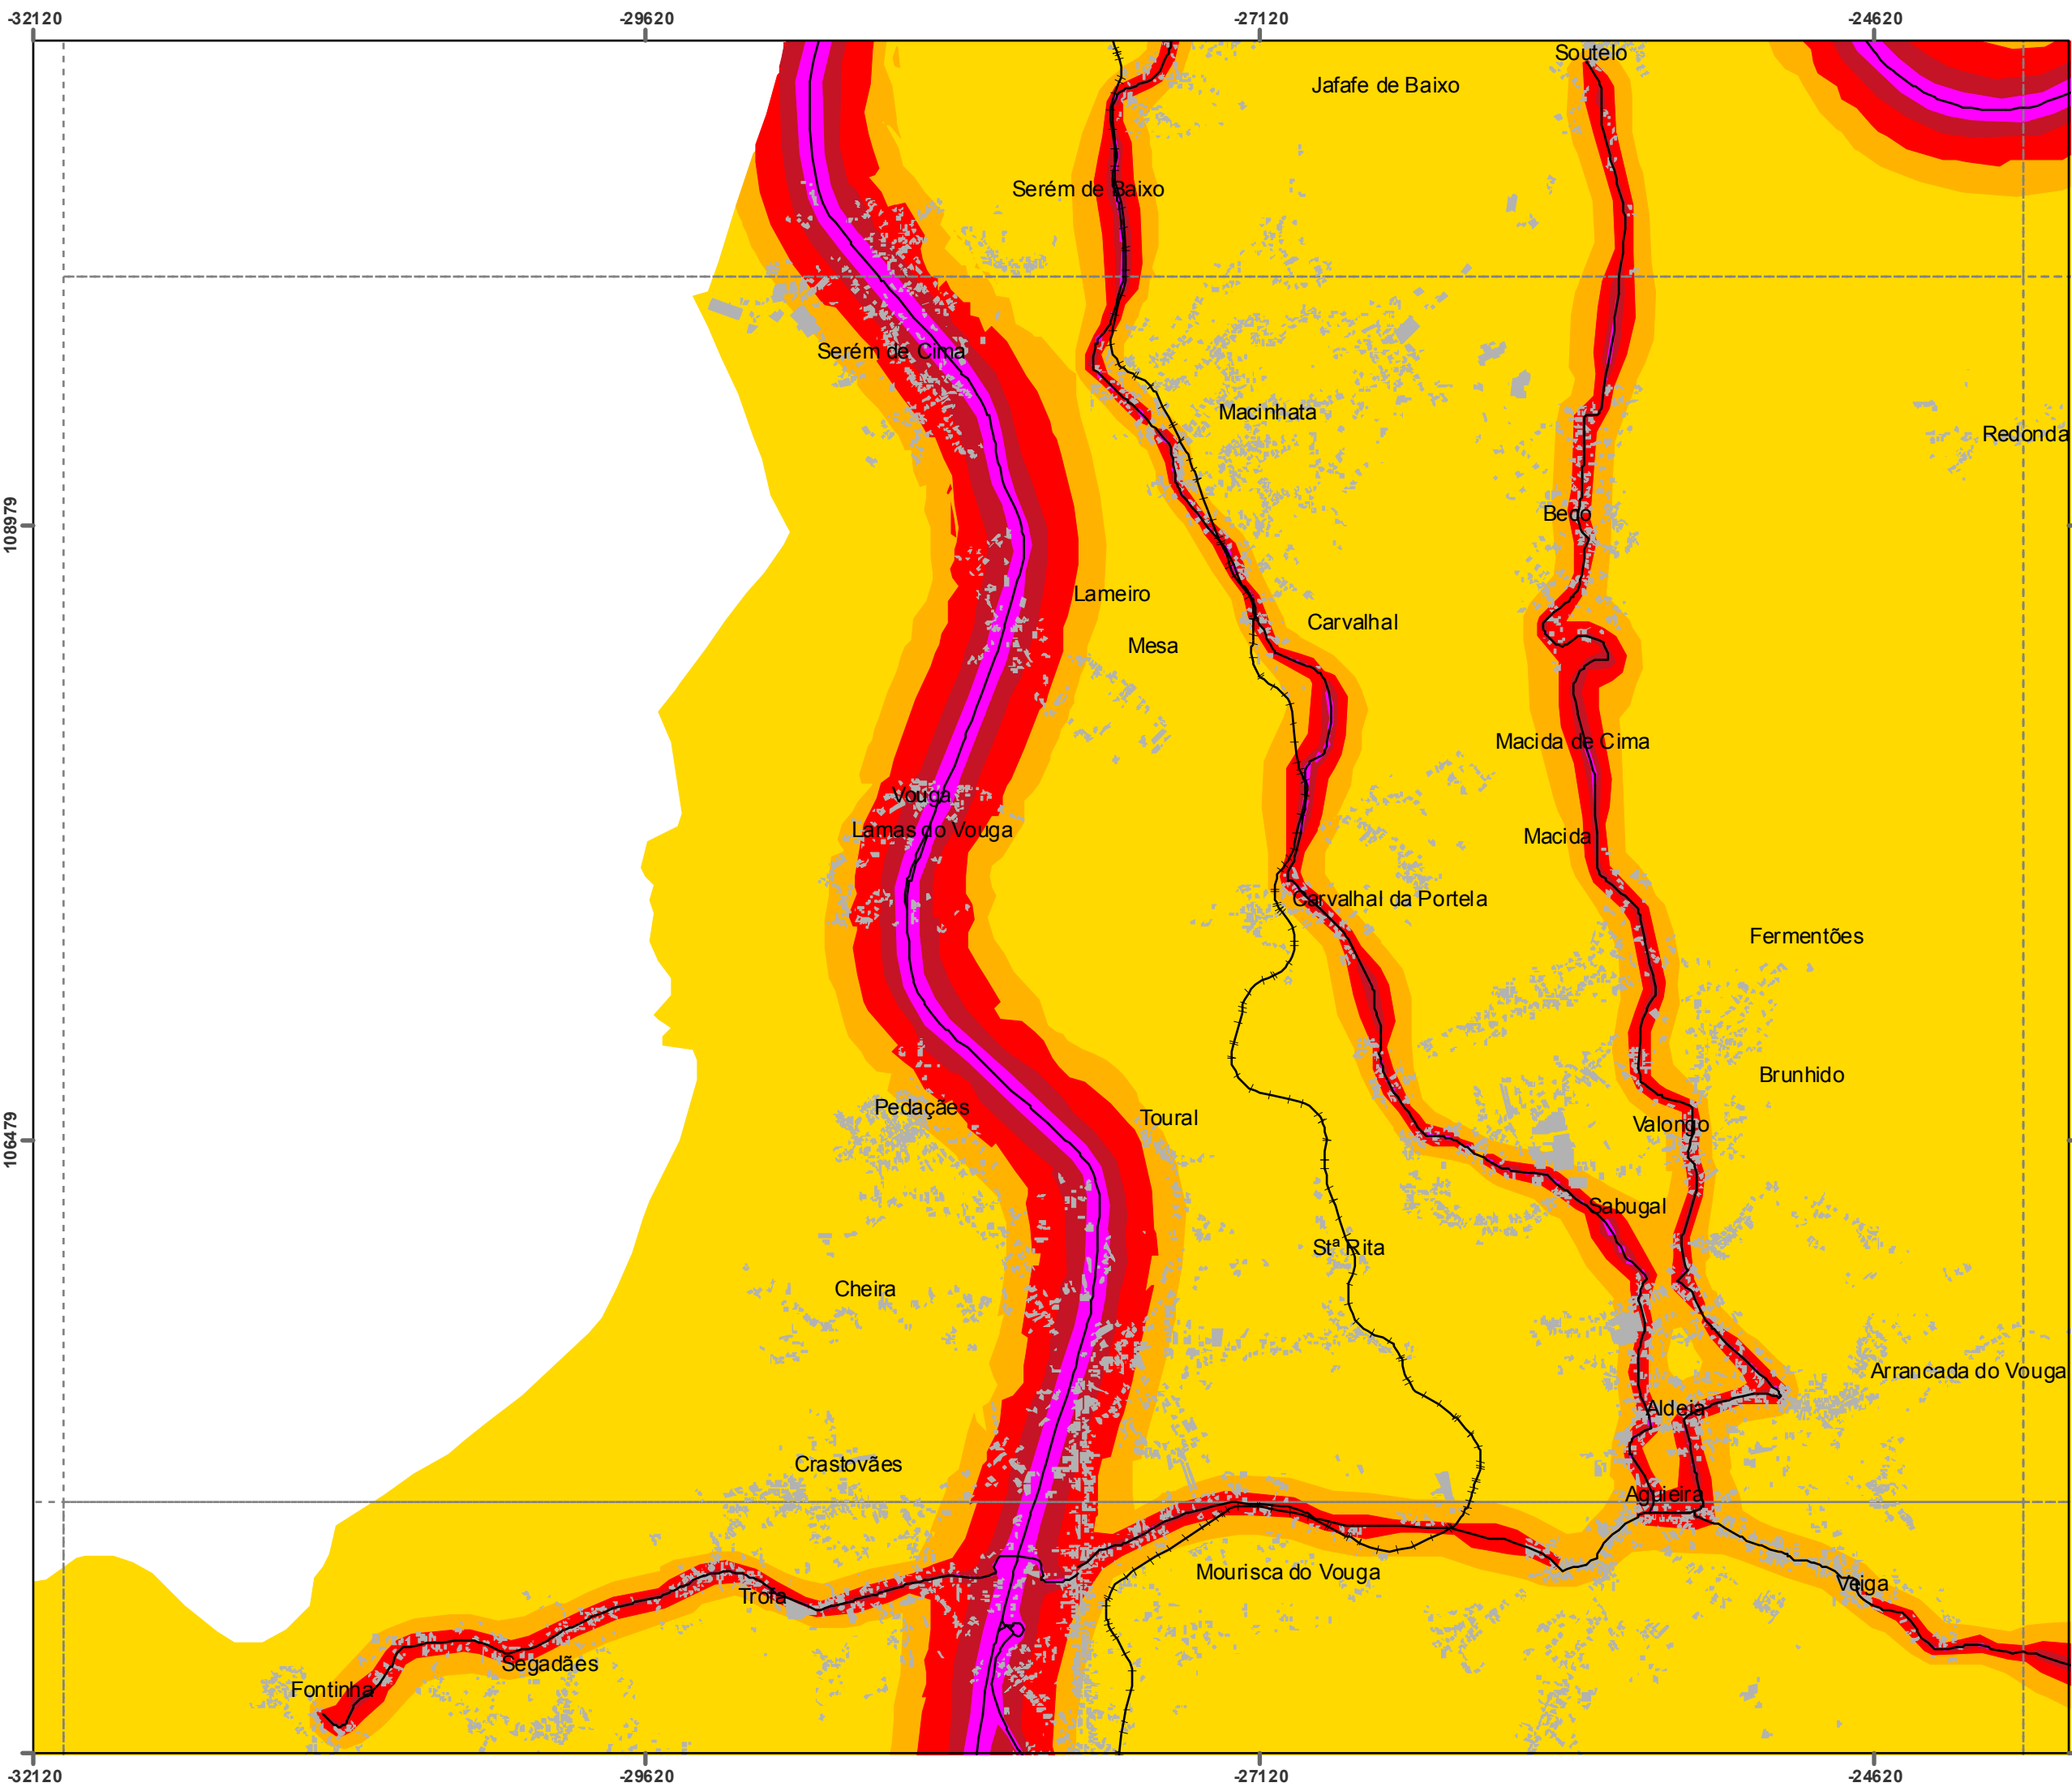 -32120 -29620 -27120 -24620
Soutelo
Jafafe de Baixo
Serém de Baixo
Serém de Cima
Macinhata
Redonda
108979
Bedo
Lameiro
Carvalhal
Mesa
Macida de Cima
Vouga
Lamas do Vouga
Macida
Carvalhal da Portela
Fermentões
Brunhido
Pedaçães
Toural
Valongo
106479
Sabugal
Stª Rita
Cheira
Arrancada do Vouga
Aldeia
Crastovães
Aguieira
Mourisca do Vouga
Veiga
Trofa
Segadães
Fontinha
-32120 -29620 -27120 -24620